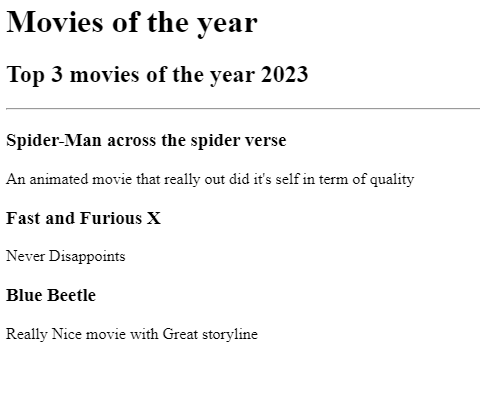 Movies of the year
Top 3 movies of the year 2023
Spider-Man across the spider verse
An animated movie that really out did it's self in term of quality
Fast and Furious X
Never Disappoints
Blue Beetle
Really Nice movie with Great storyline